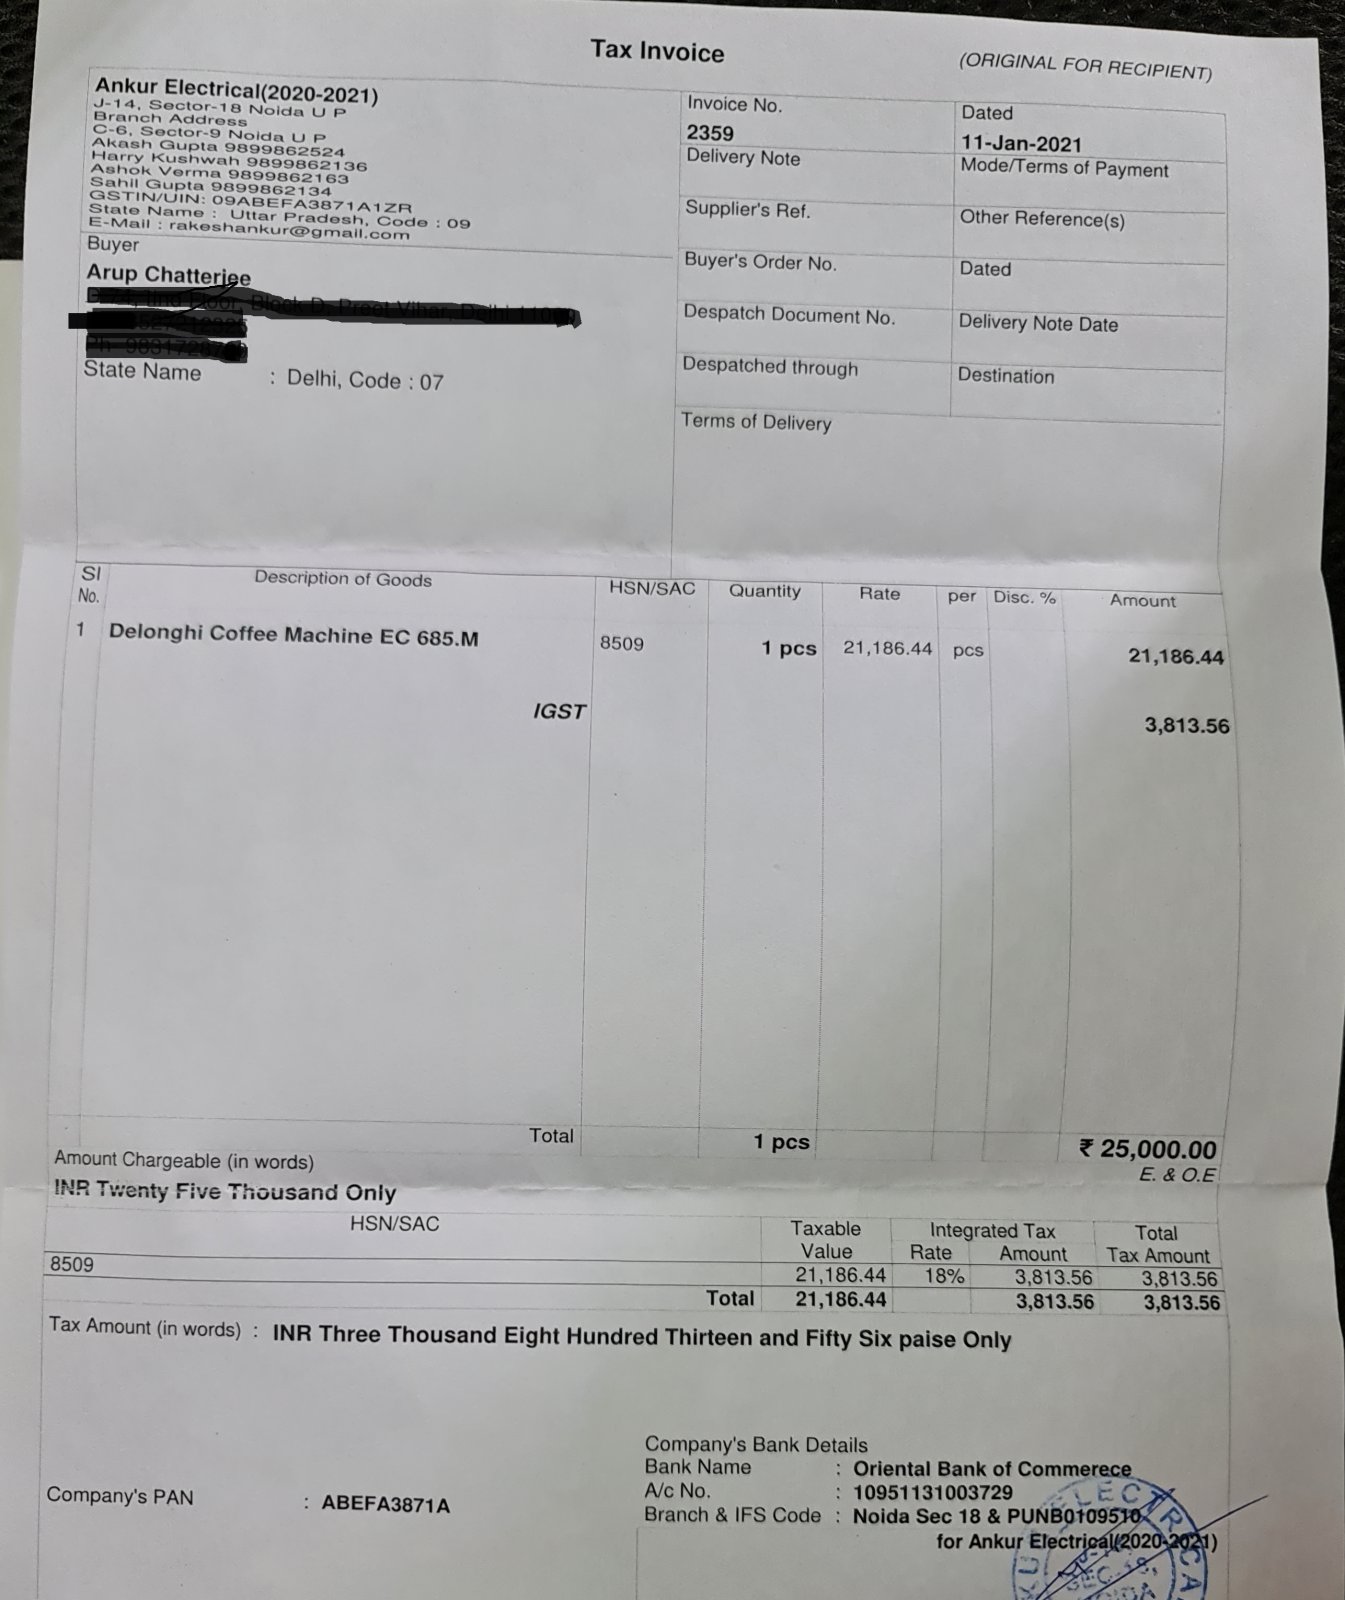 Tax Invoice
(ORIGINAL FOR RECIPIENT)
Ankur Electrical(2020-2021)
J-14, Sector-18 Noida U P
Branch Address
C-6, Sector-9 Noida U P
Akash Gupta 9899862524
Harry Kushwah 9899862136
Ashok Verma 9899862163
Sahil Gupta 9899862134
GSTIN/UIN: 09ABEFA3871A1ZR
State Name : Uttar Pradesh, Code : 09
E-Mail : rakeshankur@gmail.com
Invoice No.
2359
Dated
11-Jan-2021
Delivery Note
Mode/Terms of Payment
Supplier's Ref.
Other Reference(s)
Buyer's Order No.
Dated
Despatch Document No.
Delivery Note Date
Despatched through
Destination
Terms of Delivery
Buyer
Arup Chatterjee
State Name : Delhi, Code : 07
Sl No. Description of Goods HSN/SAC Quantity Rate per Disc. % Amount
1 Delonghi Coffee Machine EC 685.M 8509 1 pcs 21,186.44 pcs 21,186.44
IGST 3,813.56
Total 1 pcs ₹ 25,000.00
Amount Chargeable (in words) E. & O.E
INR Twenty Five Thousand Only
HSN/SAC Taxable Value Integrated Tax Rate Amount Total Tax Amount
8509 21,186.44 18% 3,813.56 3,813.56
Total 21,186.44 3,813.56 3,813.56
Tax Amount (in words) : INR Three Thousand Eight Hundred Thirteen and Fifty Six paise Only
Company's Bank Details
Bank Name : Oriental Bank of Commerece
A/c No. : 10951131003729
Branch & IFS Code : Noida Sec 18 & PUNB0109510
Company's PAN : ABEFA3871A
for Ankur Electrical(2020-2021)